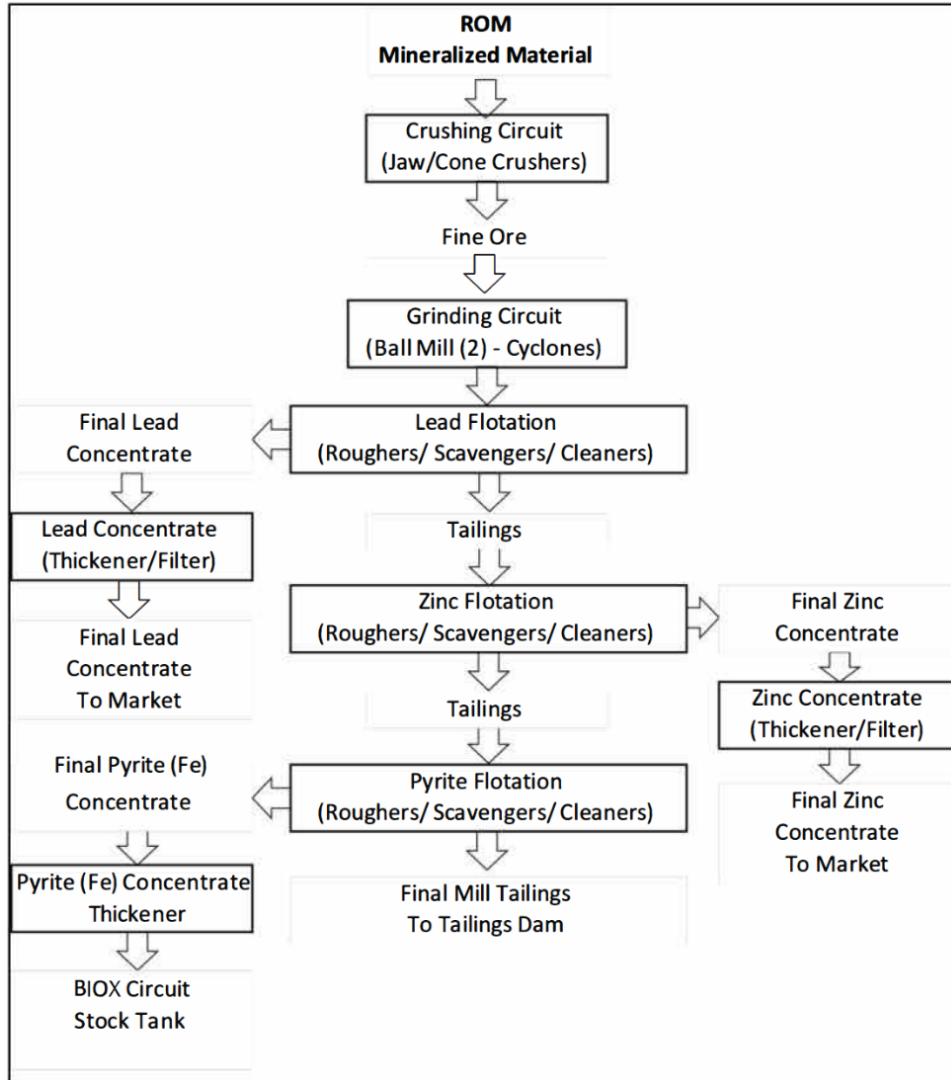 ROM
Mineralized Material
Crushing Circuit
(Jaw/Cone Crushers)
Fine Ore
Grinding Circuit
(Ball Mill (2) - Cyclones)
Final Lead
Concentrate
Lead Flotation
(Roughers/ Scavengers/ Cleaners)
Lead Concentrate
(Thickener/Filter)
Tailings
Final Lead
Concentrate
To Market
Zinc Flotation
(Roughers/ Scavengers/ Cleaners)
Final Zinc
Concentrate
Tailings
Zinc Concentrate
(Thickener/Filter)
Final Pyrite (Fe)
Concentrate
Pyrite Flotation
(Roughers/ Scavengers/ Cleaners)
Final Zinc
Concentrate
To Market
Pyrite (Fe) Concentrate
Thickener
Final Mill Tailings
To Tailings Dam
BIOX Circuit
Stock Tank